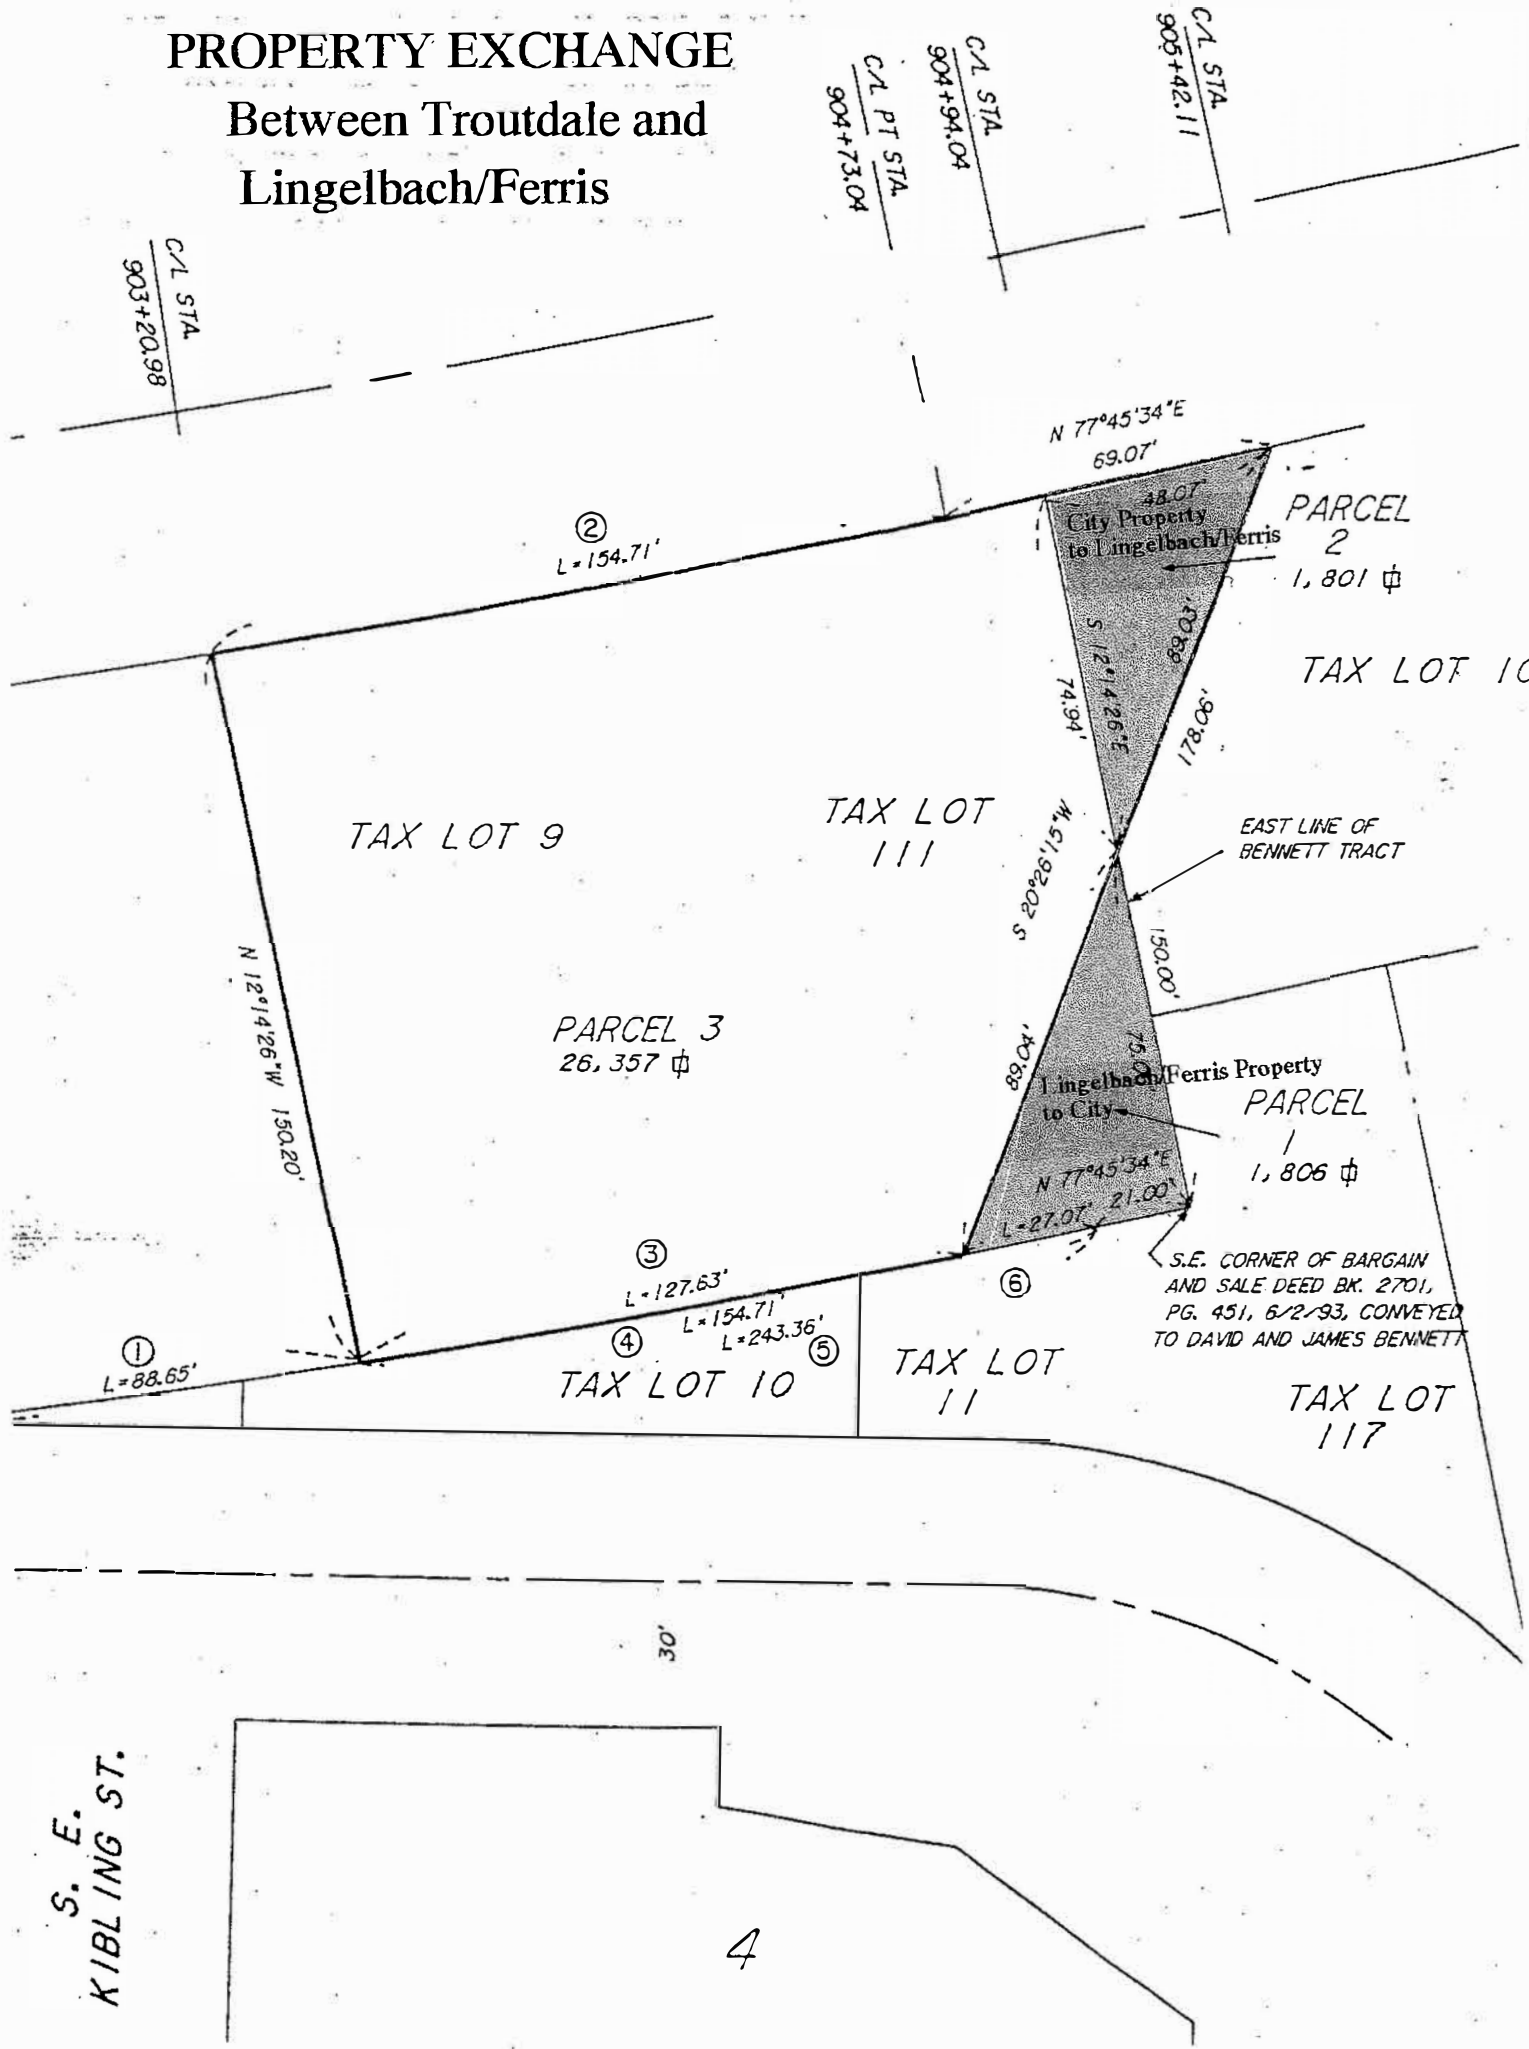 PROPERTY EXCHANGE
Between Troutdale and
Lingelbach/Ferris
C/L STA.
903+20.98
C/L PT STA.
904+73.04
C/L STA.
904+94.04
C/L STA.
905+42.11
N 77°45'34"E
69.07'
48.07'
City Property
to Lingelbach/Ferris
PARCEL
2
1,801
②
L=154.71'
S 12°14'26"E
74.94'
89.03'
178.06'
TAX LOT 10
TAX LOT 9
TAX LOT
111
S 20°26'15"W
EAST LINE OF
BENNETT TRACT
150.00'
N 12°14'26"W 150.20'
PARCEL 3
26,357
89.04'
Lingelbach/Ferris Property
to City
PARCEL
1
1,806
N 77°45'34"E
L=27.07' 21.00'
S.E. CORNER OF BARGAIN
AND SALE DEED BK. 2701,
PG. 451, 6/2/93, CONVEYED
TO DAVID AND JAMES BENNETT
③
L=127.63'
L=154.71'
L=243.36'
④
⑤
⑥
①
L=88.65'
TAX LOT 10
TAX LOT
11
TAX LOT
117
30'
S. E.
KIBLING ST.
4